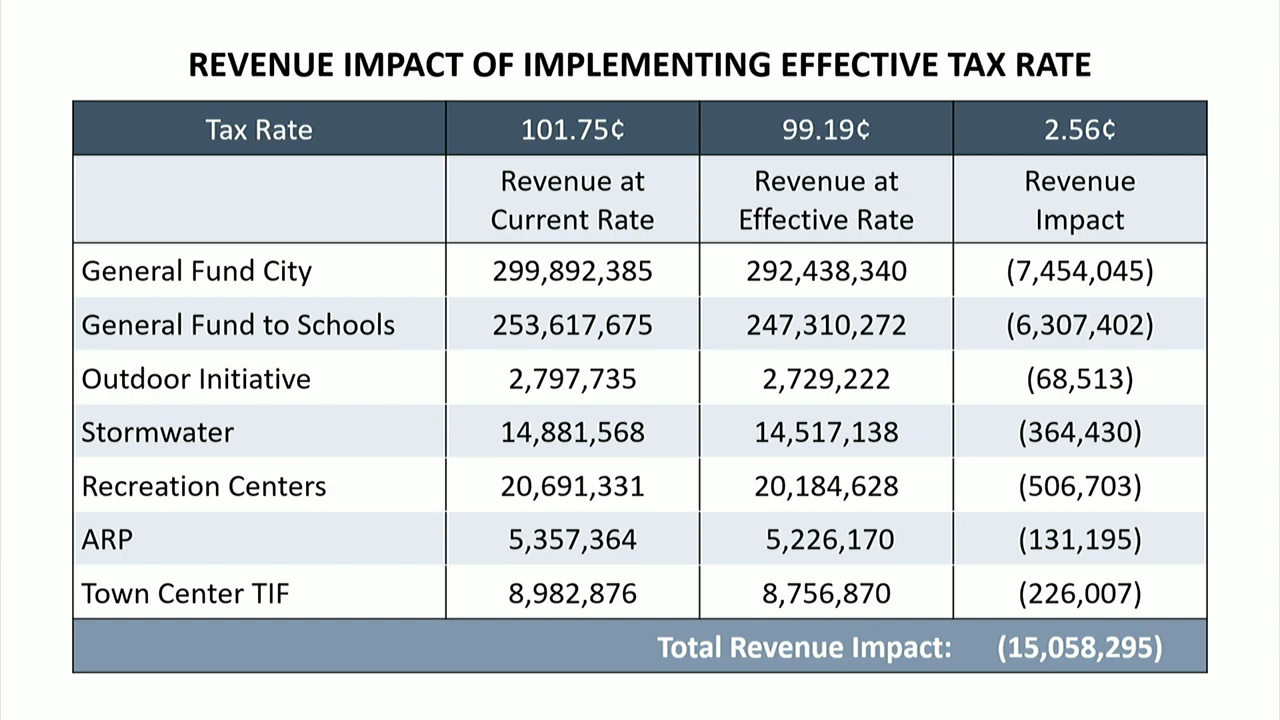 REVENUE IMPACT OF IMPLEMENTING EFFECTIVE TAX RATE
Tax Rate 101.75¢ 99.19¢ 2.56¢
Revenue at Current Rate Revenue at Effective Rate Revenue Impact
General Fund City 299,892,385 292,438,340 (7,454,045)
General Fund to Schools 253,617,675 247,310,272 (6,307,402)
Outdoor Initiative 2,797,735 2,729,222 (68,513)
Stormwater 14,881,568 14,517,138 (364,430)
Recreation Centers 20,691,331 20,184,628 (506,703)
ARP 5,357,364 5,226,170 (131,195)
Town Center TIF 8,982,876 8,756,870 (226,007)
Total Revenue Impact: (15,058,295)